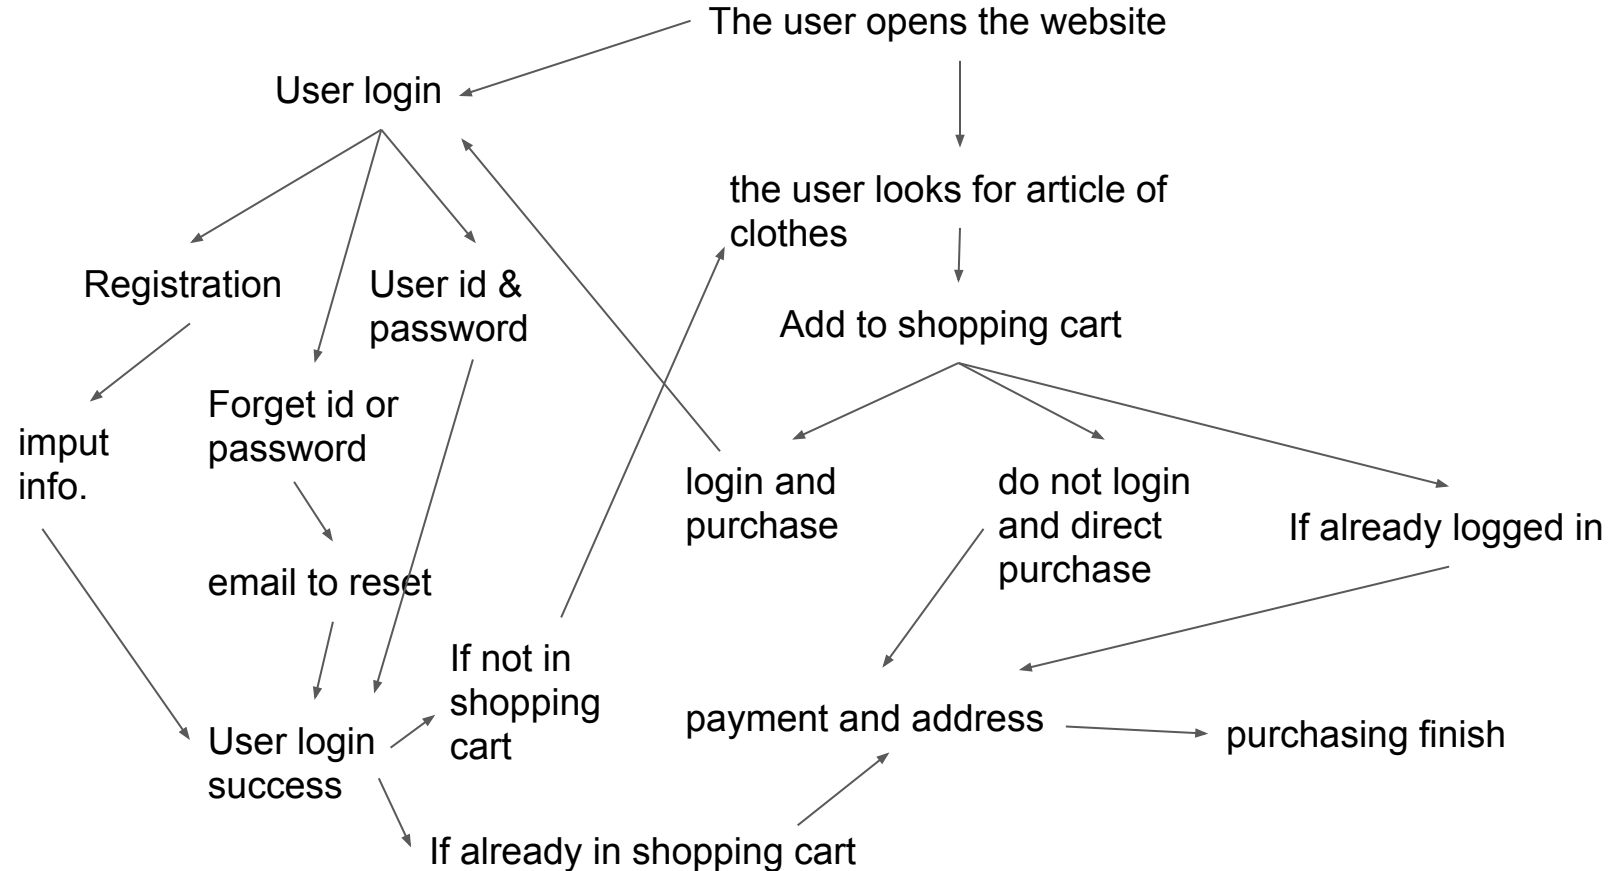 The user opens the website
User login
the user looks for article of
clothes
Registration
User id &
password
Add to shopping cart
Forget id or
password
imput
info.
login and
purchase
do not login
and direct
purchase
If already logged in
email to reset
If not in
shopping
cart
payment and address
purchasing finish
User login
success
If already in shopping cart